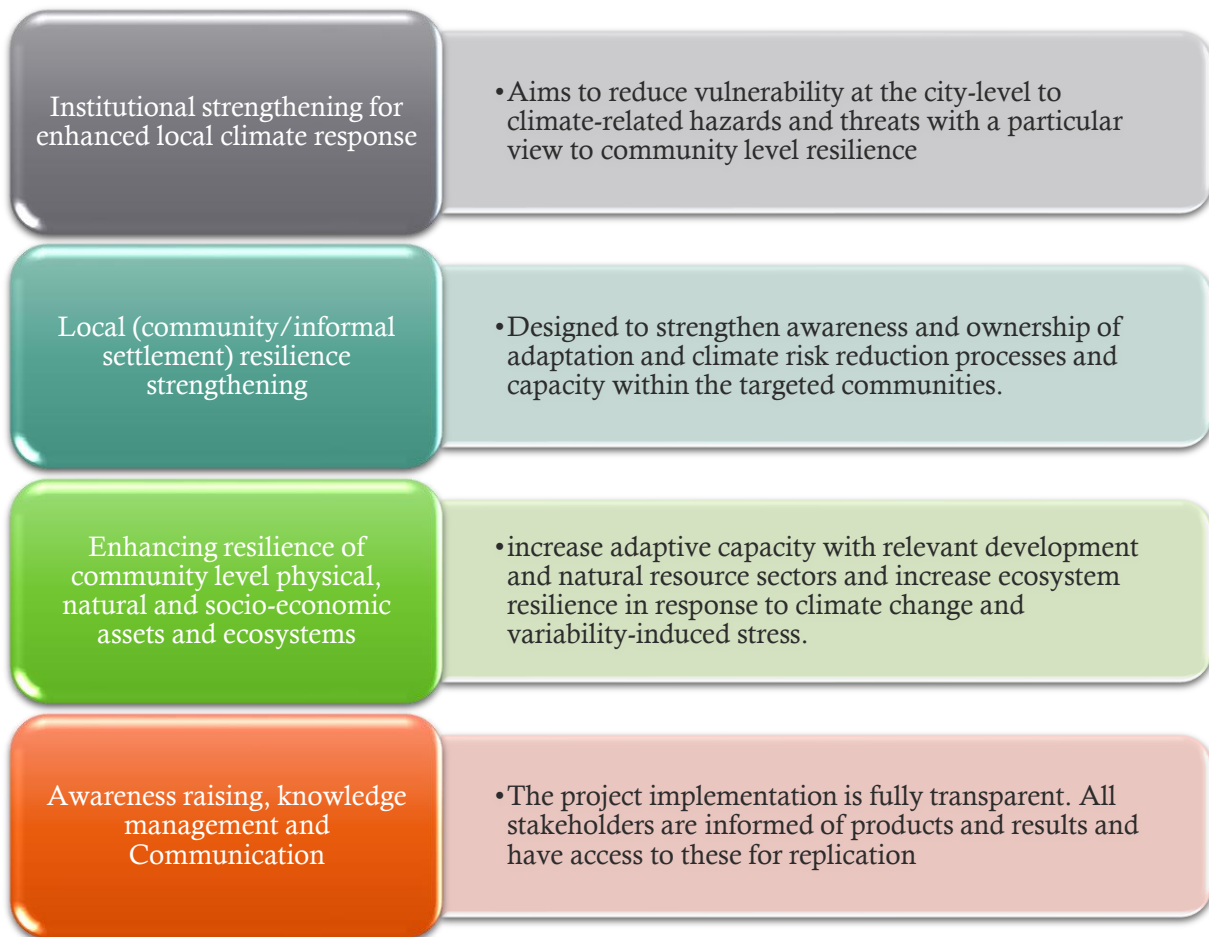 Institutional strengthening for
enhanced local climate response
•Aims to reduce vulnerability at the city-level to
climate-related hazards and threats with a particular
view to community level resilience
Local (community/informal
settlement) resilience
strengthening
•Designed to strengthen awareness and ownership of
adaptation and climate risk reduction processes and
capacity within the targeted communities.
Enhancing resilience of
community level physical,
natural and socio-economic
assets and ecosystems
•increase adaptive capacity with relevant development
and natural resource sectors and increase ecosystem
resilience in response to climate change and
variability-induced stress.
Awareness raising, knowledge
management and
Communication
•The project implementation is fully transparent. All
stakeholders are informed of products and results and
have access to these for replication